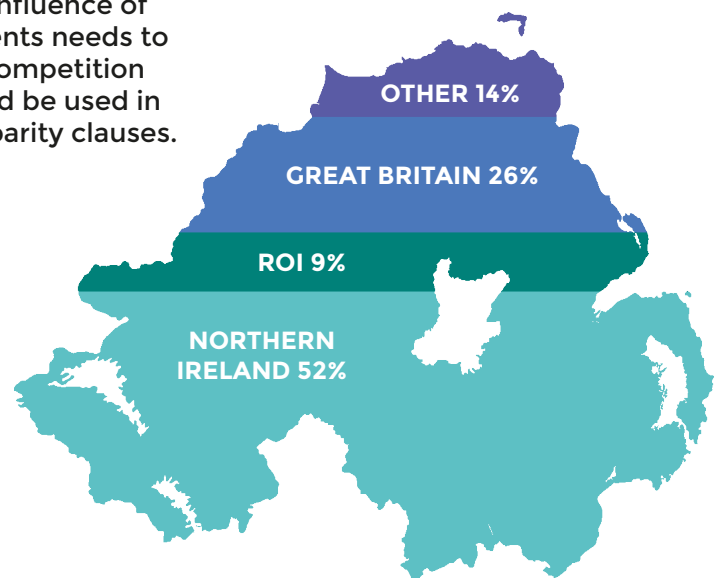 nfluence of
ents needs to
ompetition
d be used in
parity clauses.
OTHER 14%
GREAT BRITAIN 26%
ROI 9%
NORTHERN
IRELAND 52%